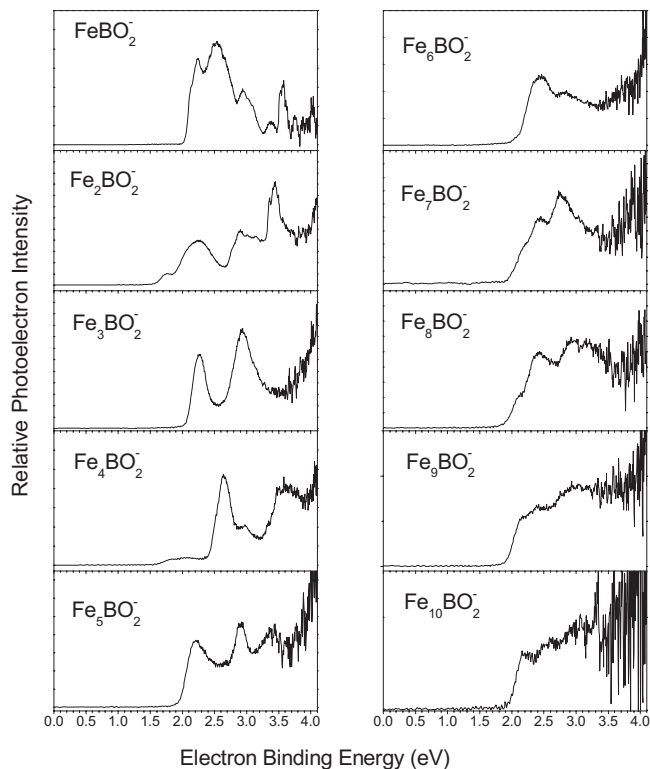 Relative Photoelectron Intensity
FeBO₂⁻
Fe₂BO₂⁻
Fe₃BO₂⁻
Fe₄BO₂⁻
Fe₅BO₂⁻
0.0 0.5 1.0 1.5 2.0 2.5 3.0 3.5 4.0
Fe₆BO₂⁻
Fe₇BO₂⁻
Fe₈BO₂⁻
Fe₉BO₂⁻
Fe₁₀BO₂⁻
0.0 0.5 1.0 1.5 2.0 2.5 3.0 3.5 4.0
Electron Binding Energy (eV)